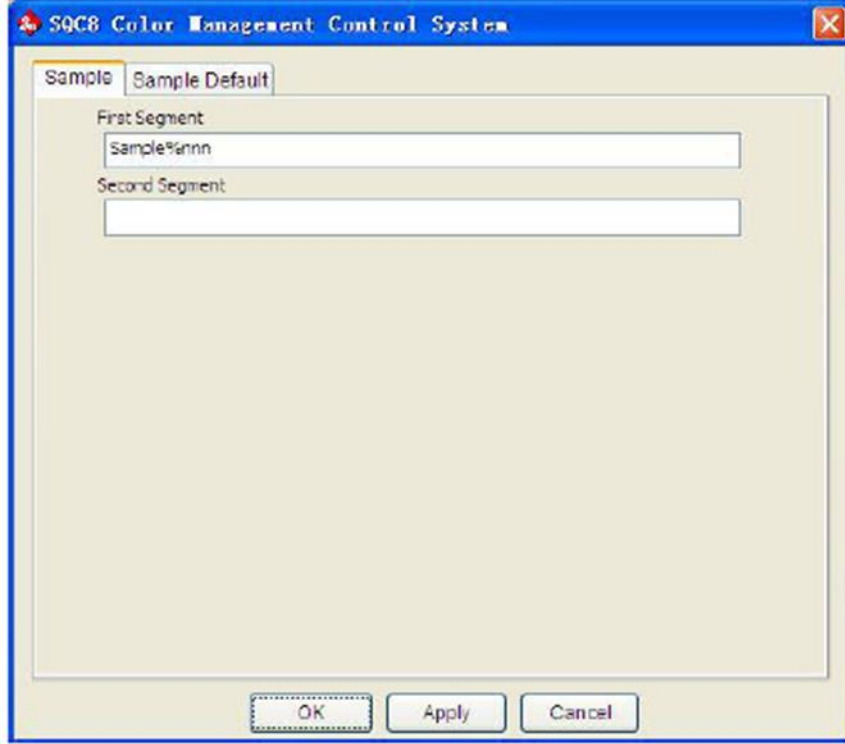 SQC8 Color Management Control System
Sample Sample Default
First Segment
Sample%nnn
Second Segment
OK Apply Cancel